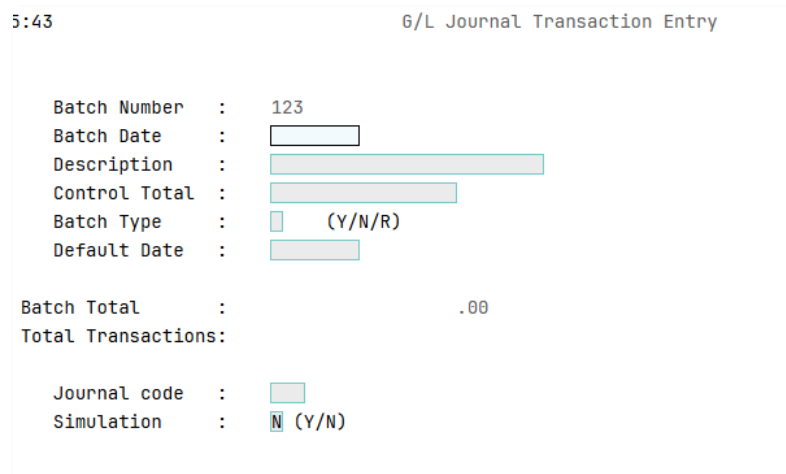 5:43 G/L Journal Transaction Entry
Batch Number : 123
Batch Date :
Description :
Control Total :
Batch Type : (Y/N/R)
Default Date :
Batch Total : .00
Total Transactions:
Journal code :
Simulation : N (Y/N)